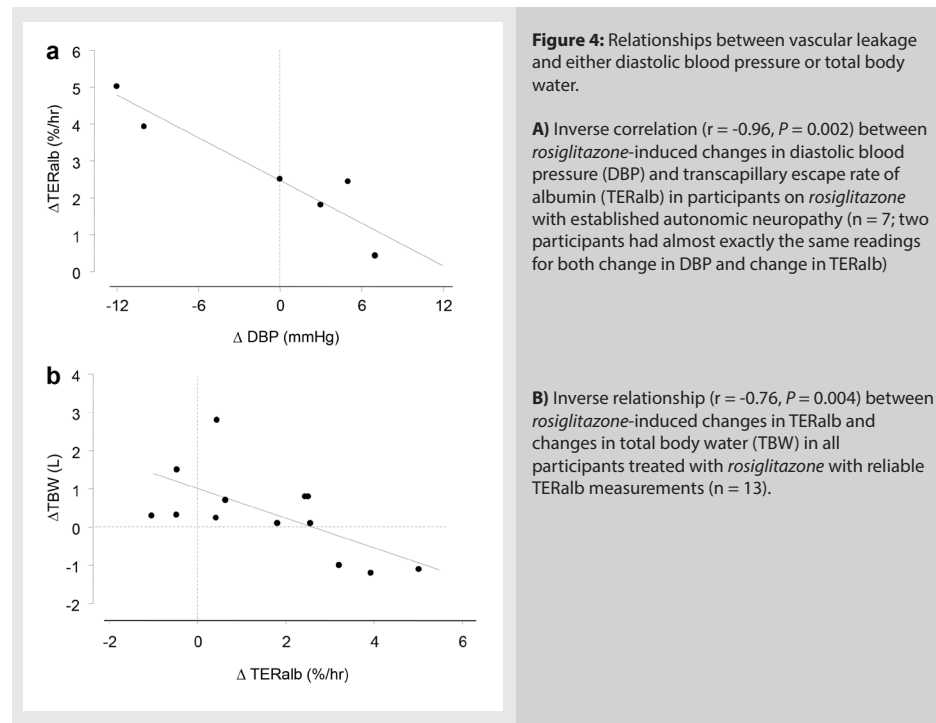 a
6
5
4
3
2
1
0
ΔTERalb (%/hr)
-12 -6 0 6 12
Δ DBP (mmHg)
b
4
3
2
1
0
-1
-2
ΔTBW (L)
-2 0 2 4 6
Δ TERalb (%/hr)
Figure 4: Relationships between vascular leakage
and either diastolic blood pressure or total body
water.
A) Inverse correlation (r = -0.96, P = 0.002) between
rosiglitazone-induced changes in diastolic blood
pressure (DBP) and transcapillary escape rate of
albumin (TERalb) in participants on rosiglitazone
with established autonomic neuropathy (n = 7; two
participants had almost exactly the same readings
for both change in DBP and change in TERalb)
B) Inverse relationship (r = -0.76, P = 0.004) between
rosiglitazone-induced changes in TERalb and
changes in total body water (TBW) in all
participants treated with rosiglitazone with reliable
TERalb measurements (n = 13).